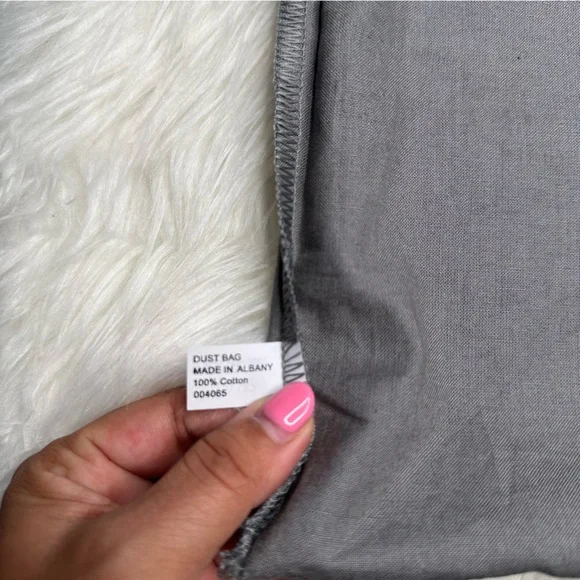 DUST BAG
MADE IN ALBANY
100% Cotton
004065